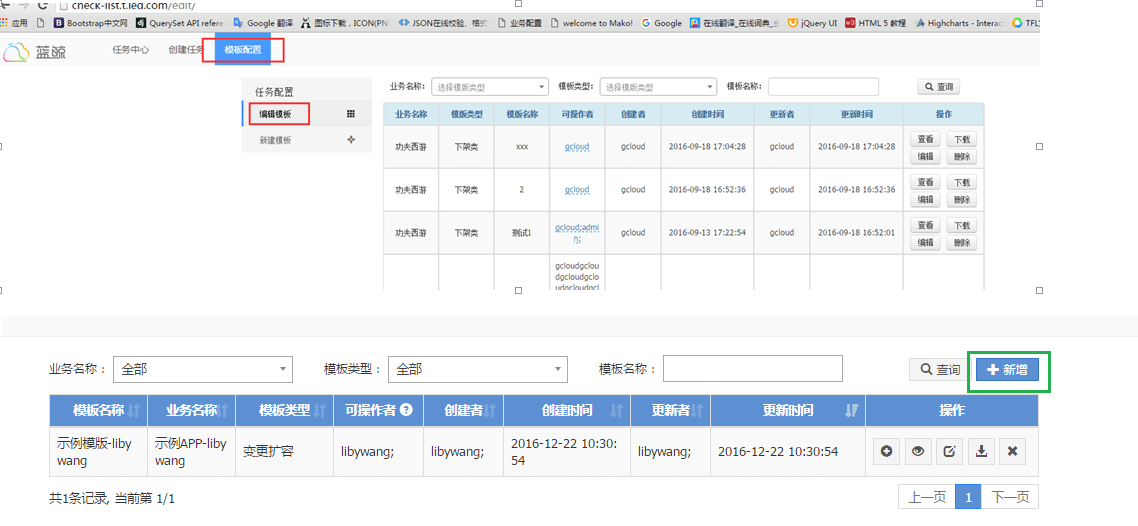 check-list.t.ied.com/edit/
应用 Bootstrap中文网 QuerySet API refere Google 翻译 图标下载，ICON(PN JSON在线校验、格式 业务配置 welcome to Mako! Google 在线翻译_在线词典_金 jQuery UI HTML 5 教程 Highcharts - Interac TFL
蓝鲸 任务中心 创建任务 模板配置
任务配置
编辑模板
新建模板
业务名称： 选择模版类型 模板类型： 选择模版类型 模板名称： 查询
业务名称 模版类型 模版名称 可操作者 创建者 创建时间 更新者 更新时间 操作
功夫西游 下架类 xxx gcloud gcloud 2016-09-18 17:04:28 gcloud 2016-09-18 17:04:28 查看 下载
编辑 删除
功夫西游 下架类 2 gcloud gcloud 2016-09-18 16:52:36 gcloud 2016-09-18 16:52:36 查看 下载
编辑 删除
功夫西游 下架类 测试1 gcloud;admi gcloud 2016-09-13 17:22:54 gcloud 2016-09-18 16:52:01 查看 下载
n; 编辑 删除
gcloudgclou
dgcloudgclo
udgcloudgcl
业务名称： 全部 模板类型： 全部 模板名称： 查询 新增
模板名称 业务名称 模板类型 可操作者 创建者 创建时间 更新者 更新时间 操作
示例模版-liby 示例APP-liby 变更扩容 libywang; libywang; 2016-12-22 10:30: libywang; 2016-12-22 10:30:54
wang wang 54
共1条记录, 当前第 1/1 上一页 1 下一页